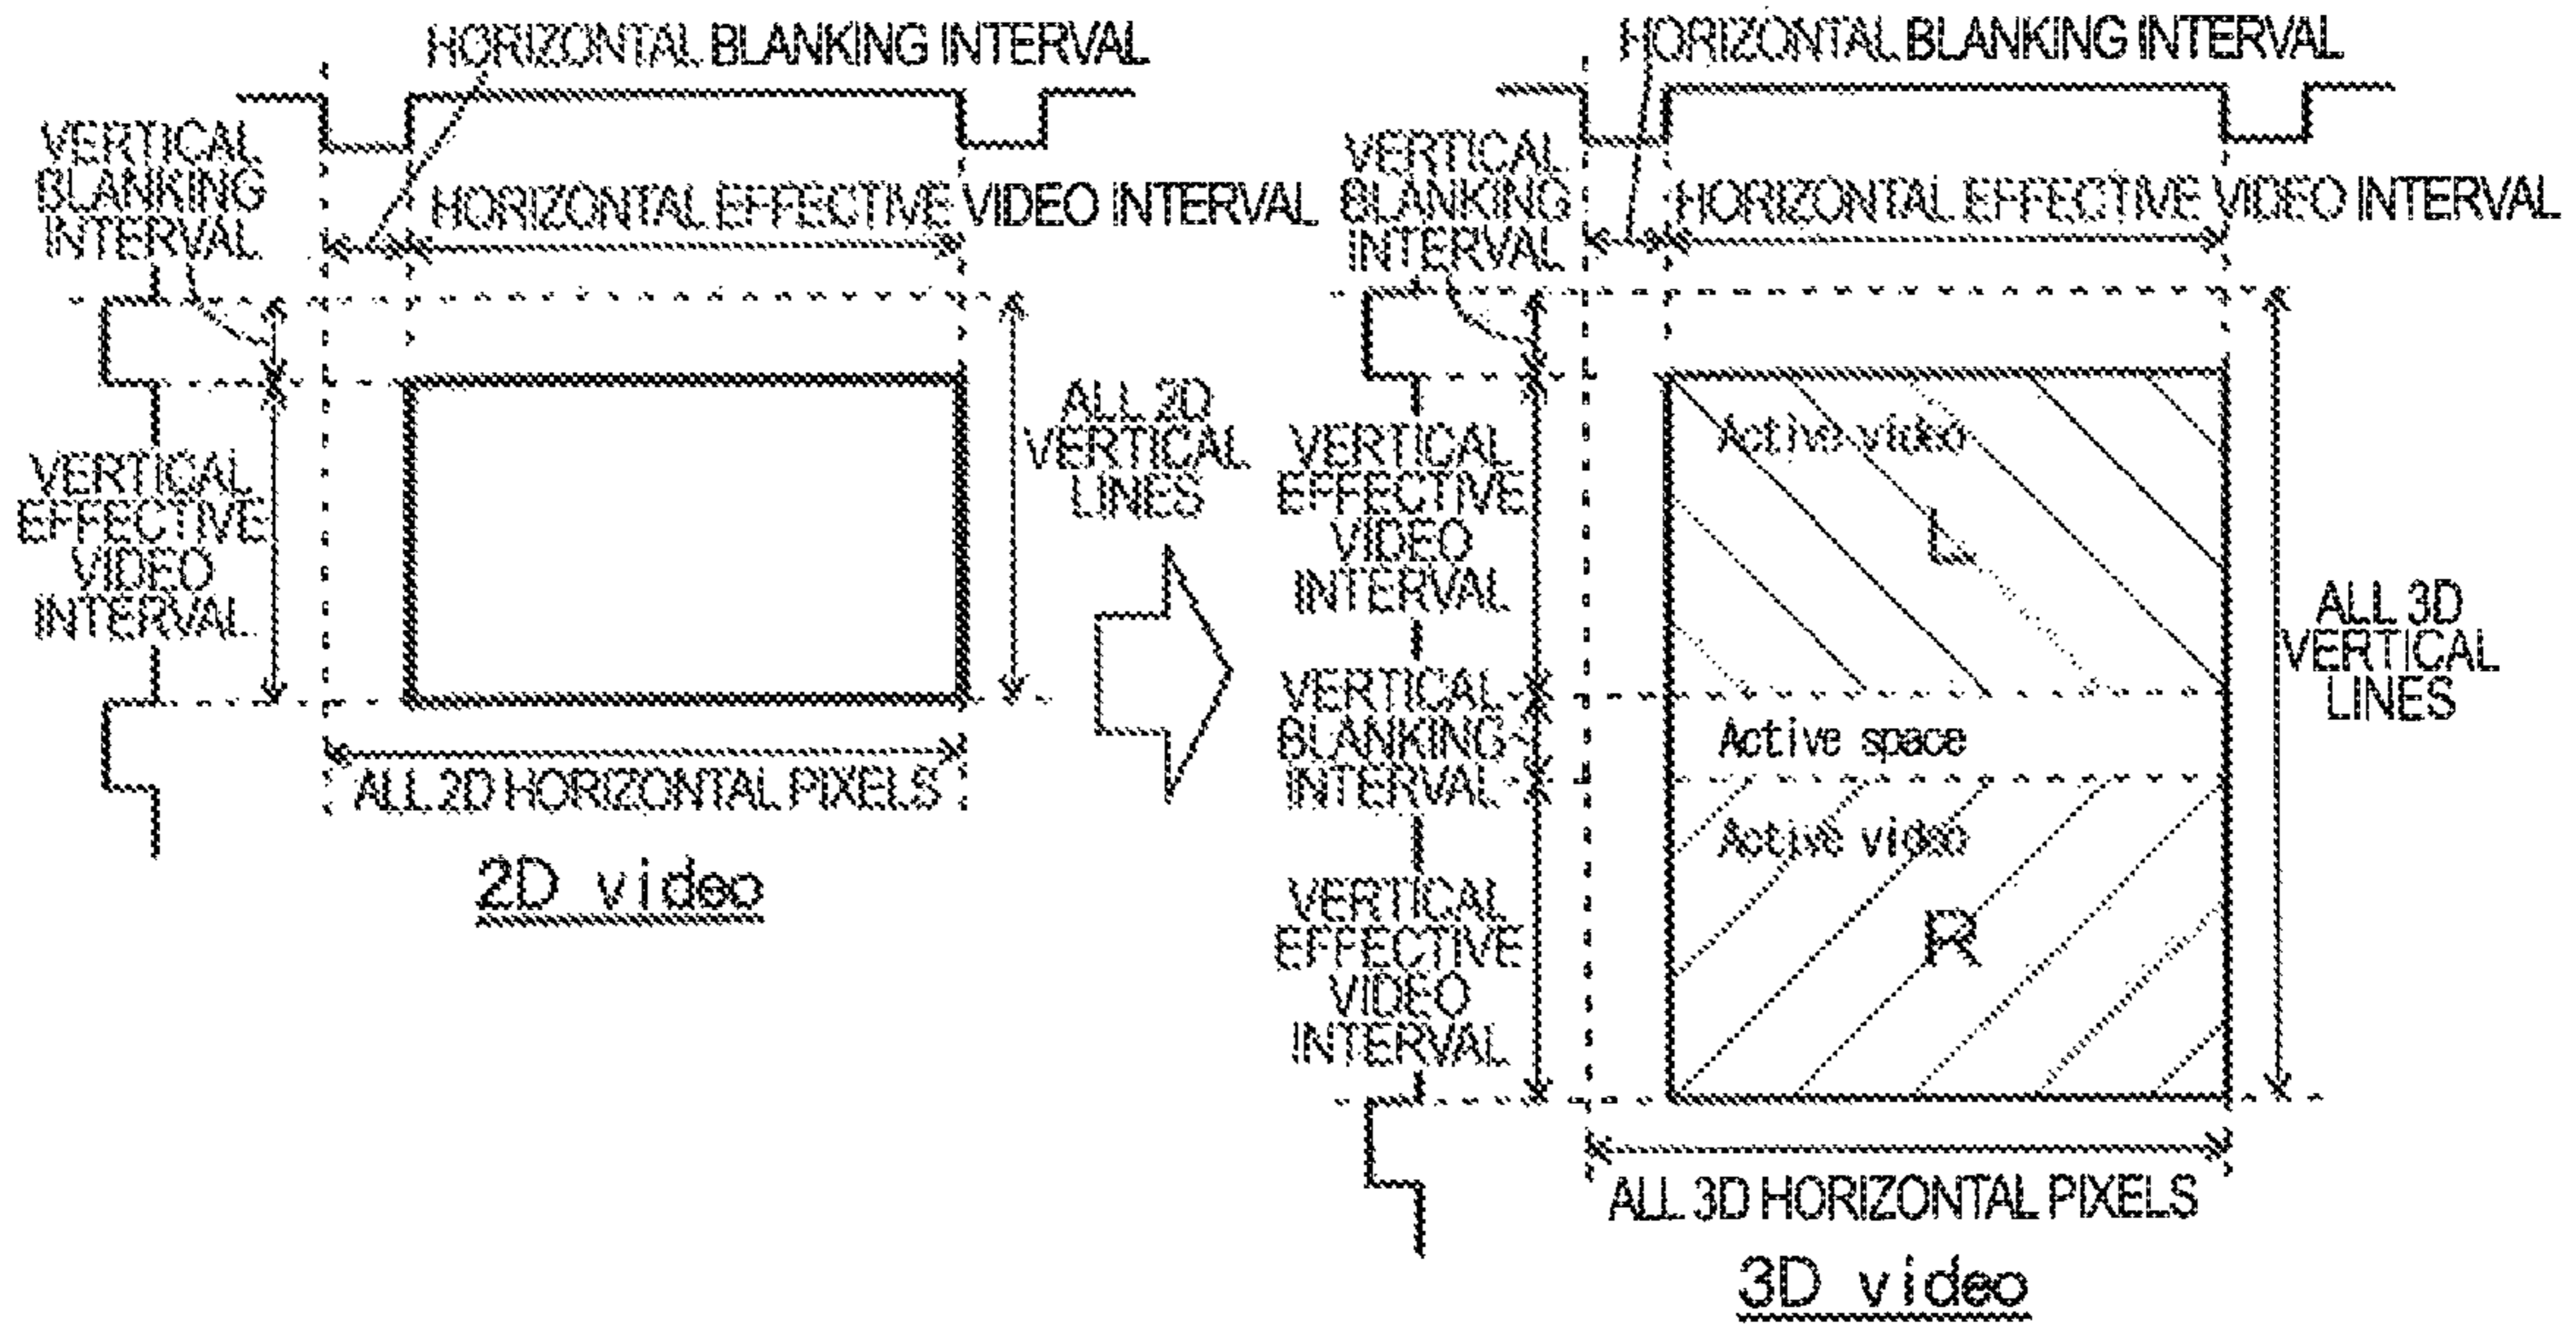 HORIZONTAL BLANKING INTERVAL
VERTICAL
BLANKING
INTERVAL
HORIZONTAL EFFECTIVE VIDEO INTERVAL
VERTICAL
EFFECTIVE
VIDEO
INTERVAL
ALL 2D
VERTICAL
LINES
ALL 2D HORIZONTAL PIXELS
2D video
HORIZONTAL BLANKING INTERVAL
VERTICAL
BLANKING
INTERVAL
HORIZONTAL EFFECTIVE VIDEO INTERVAL
VERTICAL
EFFECTIVE
VIDEO
INTERVAL
Active video
L
VERTICAL
BLANKING
INTERVAL
Active space
VERTICAL
EFFECTIVE
VIDEO
INTERVAL
Active video
R
ALL 3D
VERTICAL
LINES
ALL 3D HORIZONTAL PIXELS
3D video